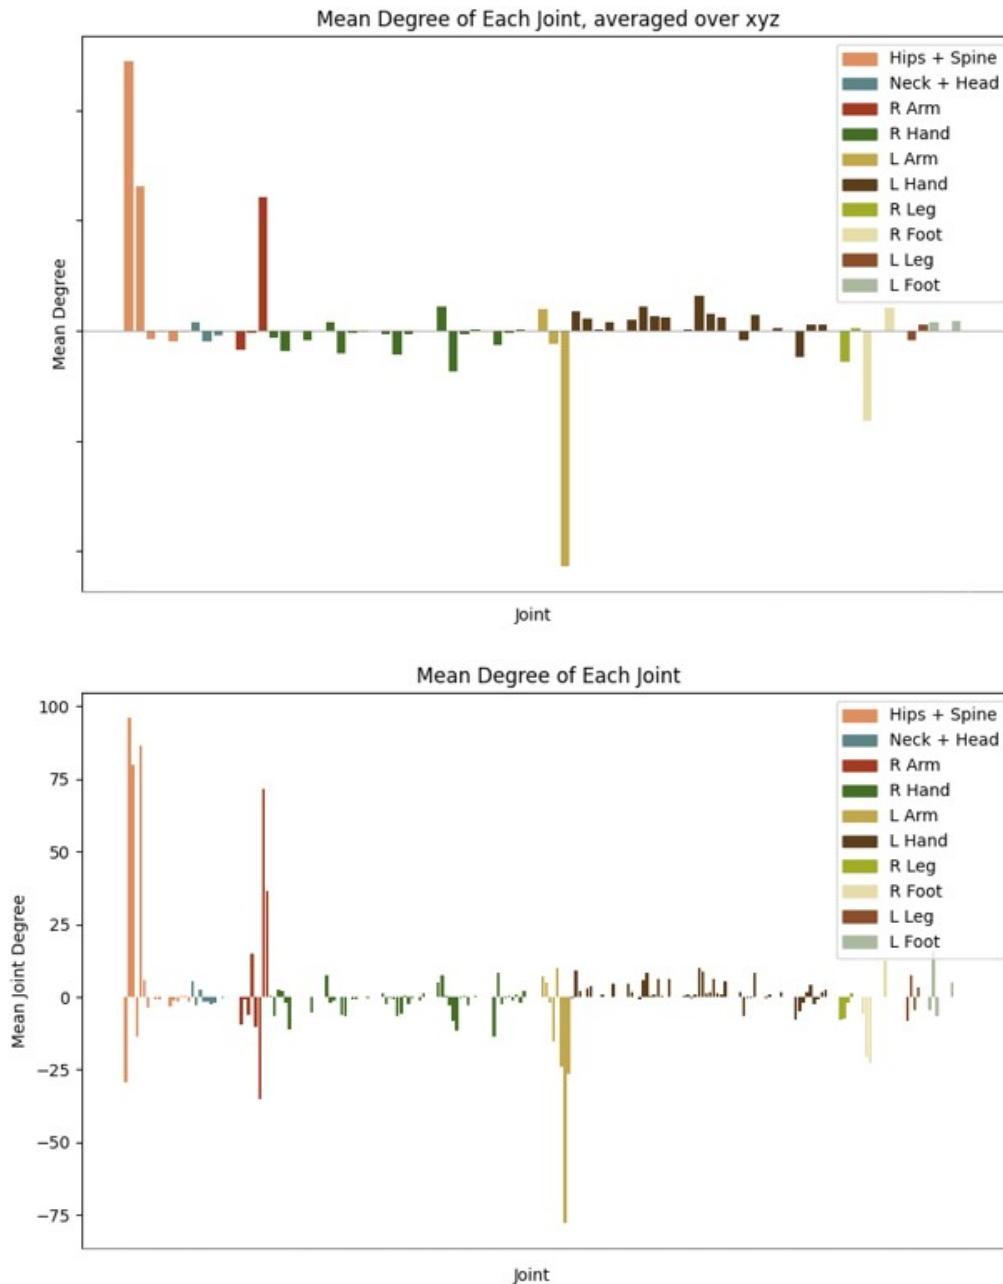 Mean Degree of Each Joint, averaged over xyz
Hips + Spine
Neck + Head
R Arm
R Hand
L Arm
L Hand
R Leg
R Foot
L Leg
L Foot
Mean Degree
Joint
Mean Degree of Each Joint
100
75
50
25
0
−25
−50
−75
Hips + Spine
Neck + Head
R Arm
R Hand
L Arm
L Hand
R Leg
R Foot
L Leg
L Foot
Mean Joint Degree
Joint